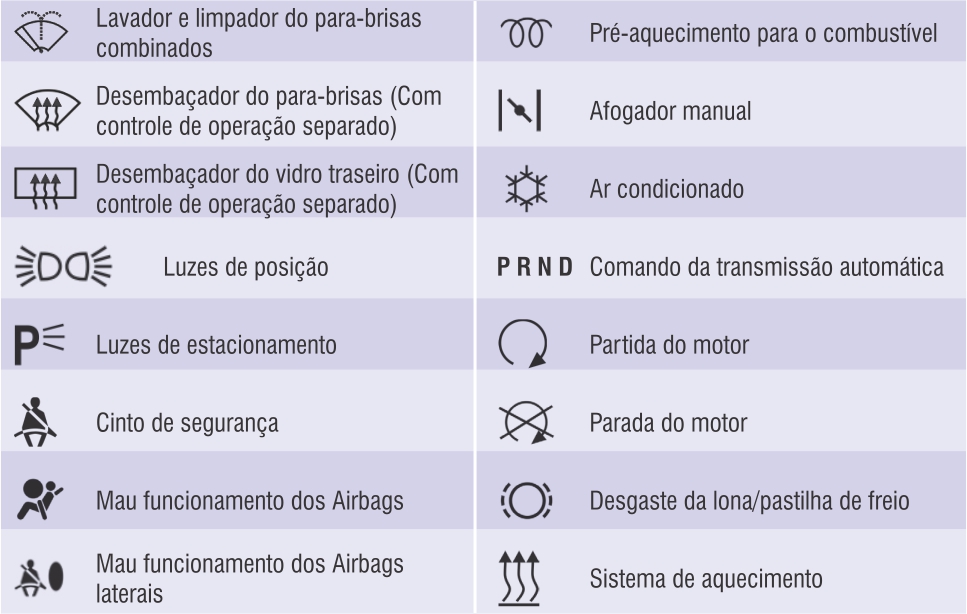 Lavador e limpador do para-brisas
combinados
Desembaçador do para-brisas (Com
controle de operação separado)
Desembaçador do vidro traseiro (Com
controle de operação separado)
Luzes de posição
P
Luzes de estacionamento
Cinto de segurança
Mau funcionamento dos Airbags
Mau funcionamento dos Airbags
laterais
Pré-aquecimento para o combustível
Afogador manual
Ar condicionado
P R N D Comando da transmissão automática
Partida do motor
Parada do motor
Desgaste da lona/pastilha de freio
Sistema de aquecimento